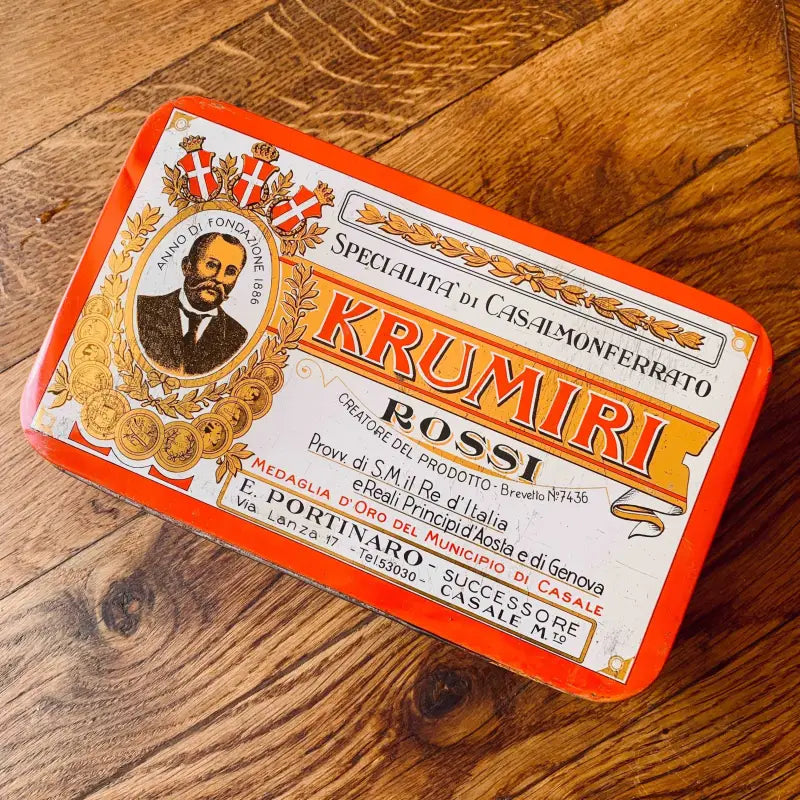 ANNO DI FONDAZIONE 1886
SPECIALITA' DI CASALMONFERRATO
KRUMIRI
ROSSI
CREATORE DEL PRODOTTO - Brevetto Nº7436
Provv. di S.M. il Re d'Italia
e Reali Principi d'Aosta e di Genova
MEDAGLIA D'ORO DEL MUNICIPIO DI CASALE
E. PORTINARO - SUCCESSORE
Via Lanza 17 - Tel. 53030 - CASALE M.TO